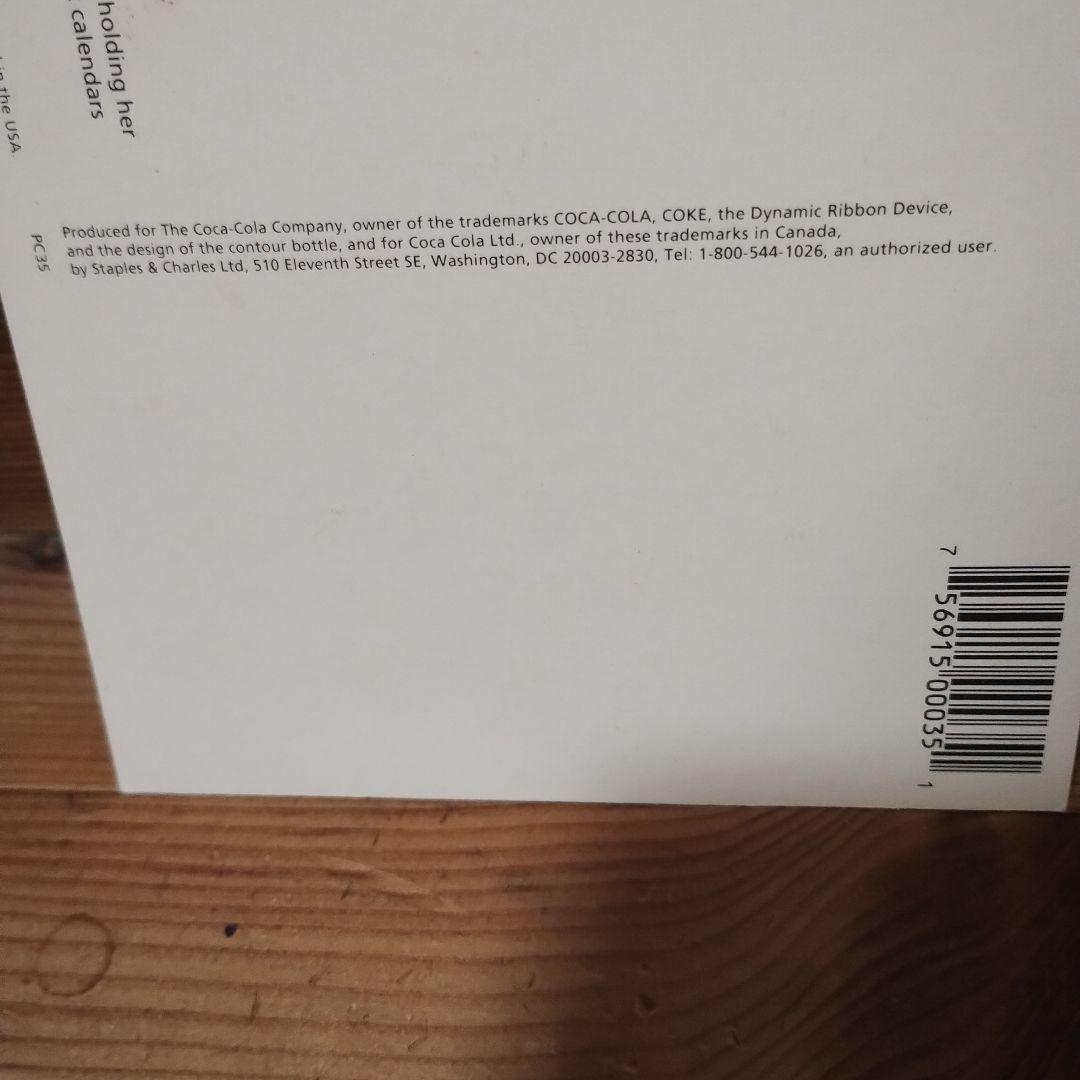 holding her
calendars
in the USA
PC35
Produced for The Coca-Cola Company, owner of the trademarks COCA-COLA, COKE, the Dynamic Ribbon Device,
and the design of the contour bottle, and for Coca Cola Ltd., owner of these trademarks in Canada,
by Staples & Charles Ltd, 510 Eleventh Street SE, Washington, DC 20003-2830, Tel: 1-800-544-1026, an authorized user.
7 56915 00035 1